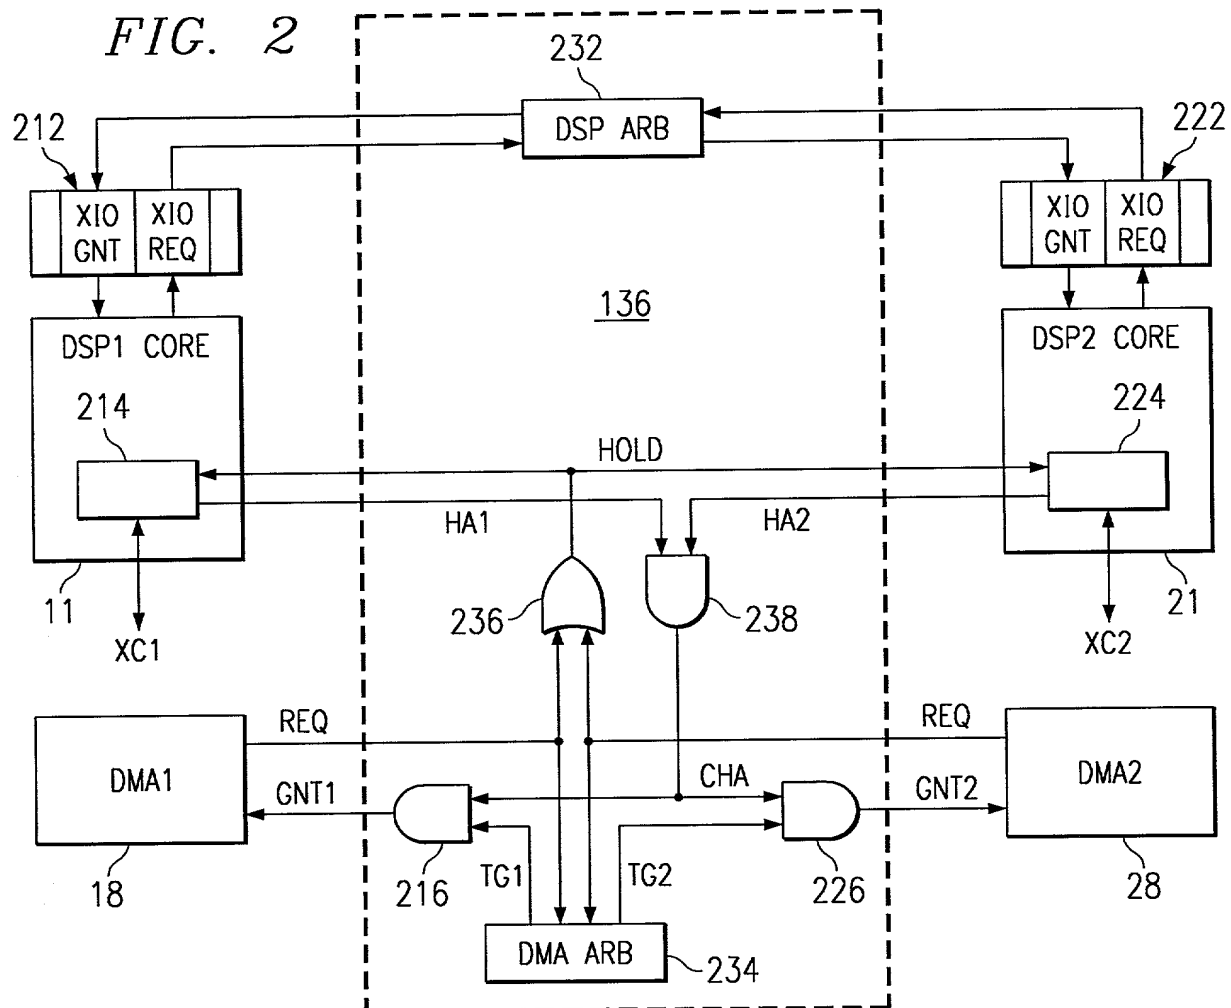 FIG. 2
232
DSP ARB
212
222
XIO GNT
XIO REQ
XIO GNT
XIO REQ
136
DSP1 CORE
DSP2 CORE
214
224
HOLD
HA1
HA2
11
236
238
21
XC1
XC2
REQ
REQ
DMA1
DMA2
GNT1
CHA
GNT2
18
216
TG1
TG2
226
28
DMA ARB
234